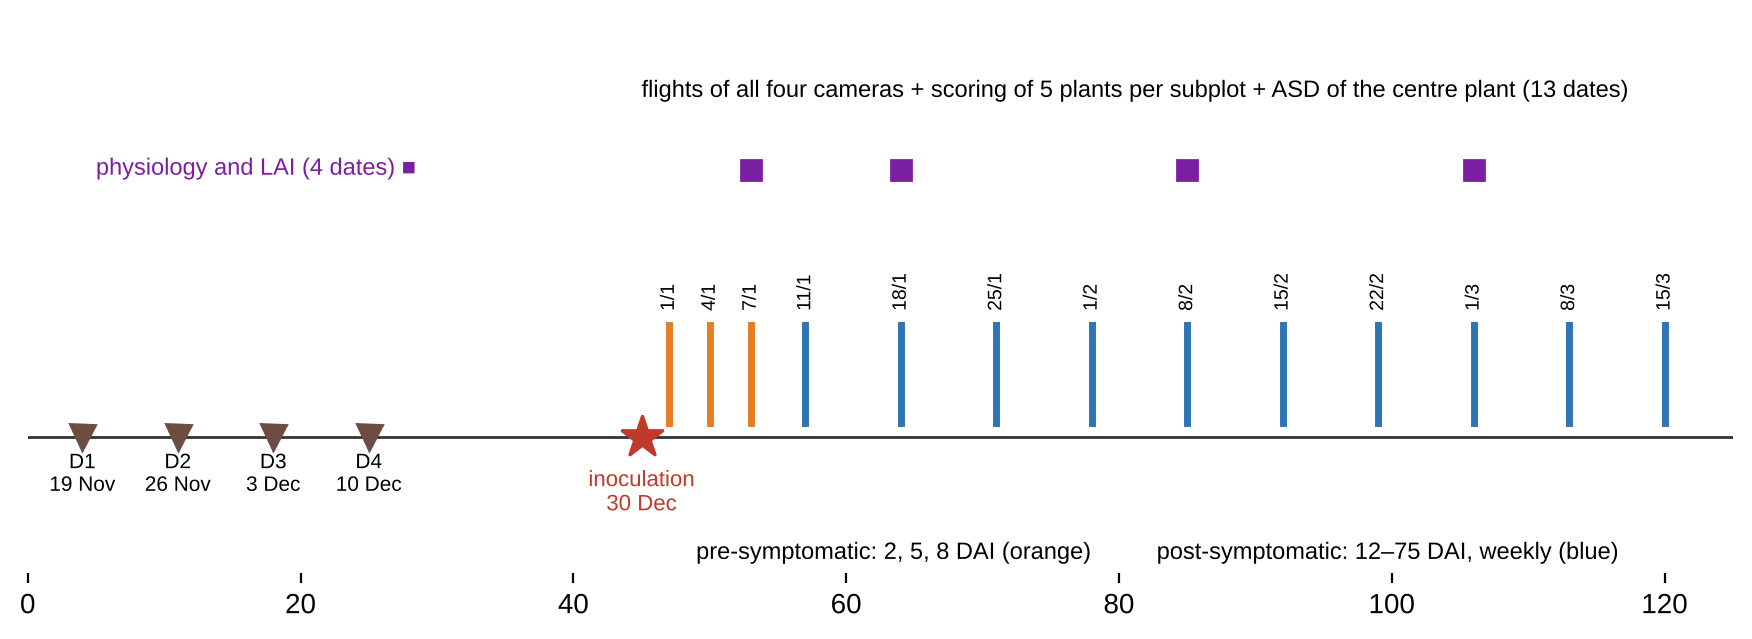 flights of all four cameras + scoring of 5 plants per subplot + ASD of the centre plant (13 dates)
physiology and LAI (4 dates)
1/1
4/1
7/1
11/1
18/1
25/1
1/2
8/2
15/2
22/2
1/3
8/3
15/3
D1
19 Nov
D2
26 Nov
D3
3 Dec
D4
10 Dec
inoculation
30 Dec
pre-symptomatic: 2, 5, 8 DAI (orange)
post-symptomatic: 12–75 DAI, weekly (blue)
0
20
40
60
80
100
120